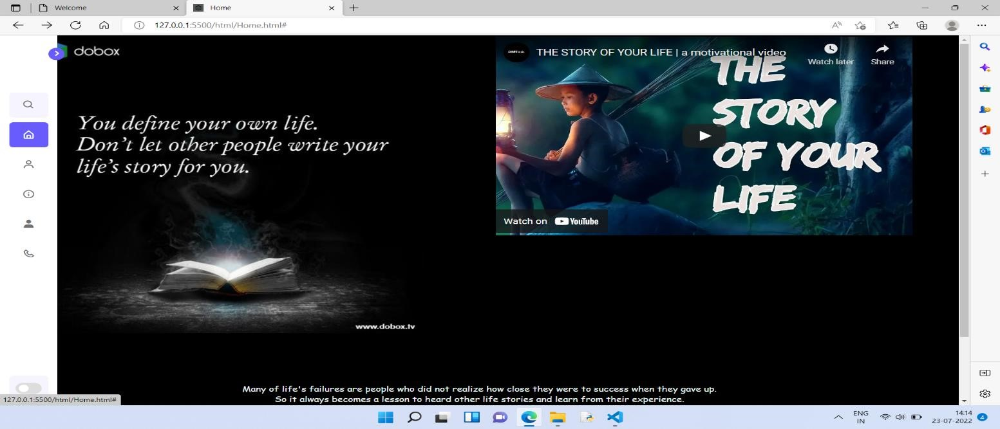 Welcome
Home
127.0.0.1:5500/html/Home.html#
dobox
You define your own life.
Don't let other people write your
life's story for you.
www.dobox.tv
THE STORY OF YOUR LIFE | a motivational video
Watch later
Share
THE
STORY
OF YOUR
LIFE
Watch on YouTube
Many of life's failures are people who did not realize how close they were to success when they gave up.
So it always becomes a lesson to heard other life stories and learn from their experience.
127.0.0.1:5500/html/Home.html#
ENG
IN
14:14
23-07-2022
4